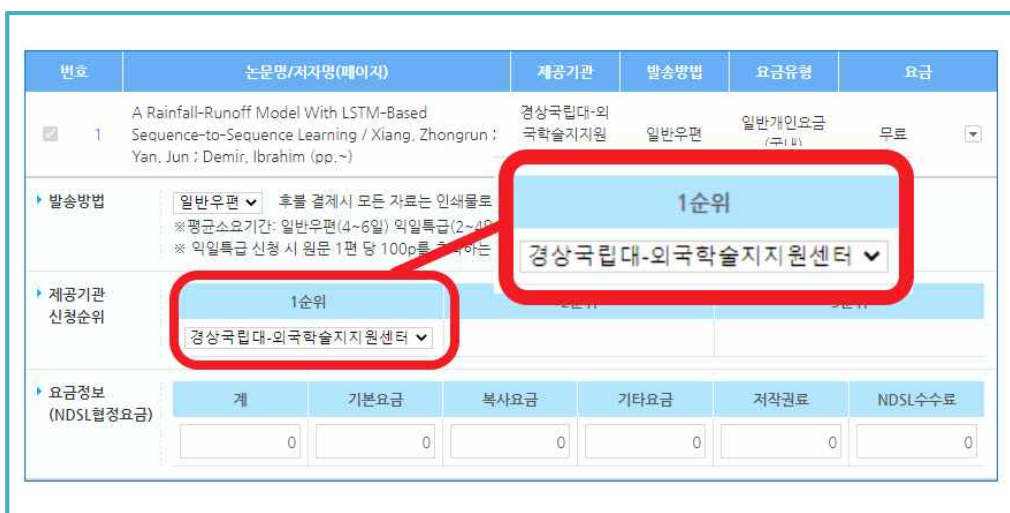 번호 논문명/저자명(페이지) 제공기관 발송방법 요금유형 요금
A Rainfall-Runoff Model With LSTM-Based 경상국립대-외
1 Sequence-to-Sequence Learning / Xiang, Zhongrun ; 국학술지지원 일반우편 일반개인요금 무료
Yan, Jun ; Demir, Ibrahim (pp.~) (국내)
발송방법 일반우편 후불 결제시 모든 자료는 인쇄물로
※평균소요기간: 일반우편(4~6일) 익일특급(2~4일
※ 익일특급 신청 시 원문 1편 당 100p를
1순위
경상국립대-외국학술지지원센터
제공기관
신청순위
1순위
경상국립대-외국학술지지원센터
요금정보
(NDSL협정요금)
계 기본요금 복사요금 기타요금 저작권료 NDSL수수료
0 0 0 0 0 0